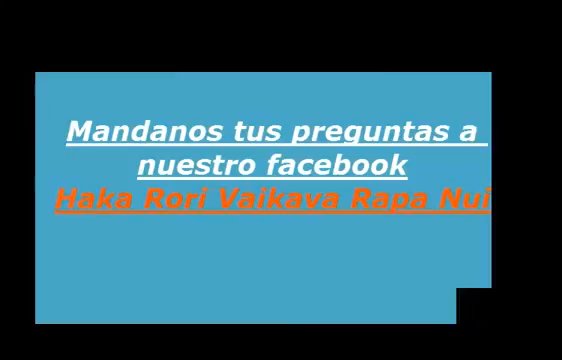 Mandanos tus preguntas a
nuestro facebook
Haka Rori Vaikava Rapa Nui